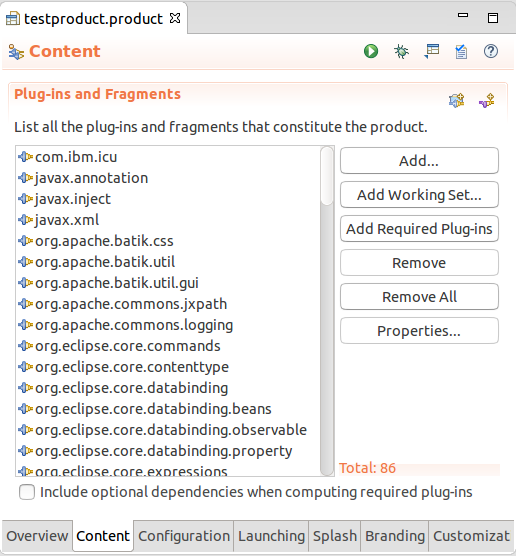 testproduct.product
Content
Plug-ins and Fragments
List all the plug-ins and fragments that constitute the product.
com.ibm.icu
javax.annotation
javax.inject
javax.xml
org.apache.batik.css
org.apache.batik.util
org.apache.batik.util.gui
org.apache.commons.jxpath
org.apache.commons.logging
org.eclipse.core.commands
org.eclipse.core.contenttype
org.eclipse.core.databinding
org.eclipse.core.databinding.beans
org.eclipse.core.databinding.observable
org.eclipse.core.databinding.property
org.eclipse.core.expressions
Add...
Add Working Set...
Add Required Plug-ins
Remove
Remove All
Properties...
Total: 86
Include optional dependencies when computing required plug-ins
Overview Content Configuration Launching Splash Branding Customizat